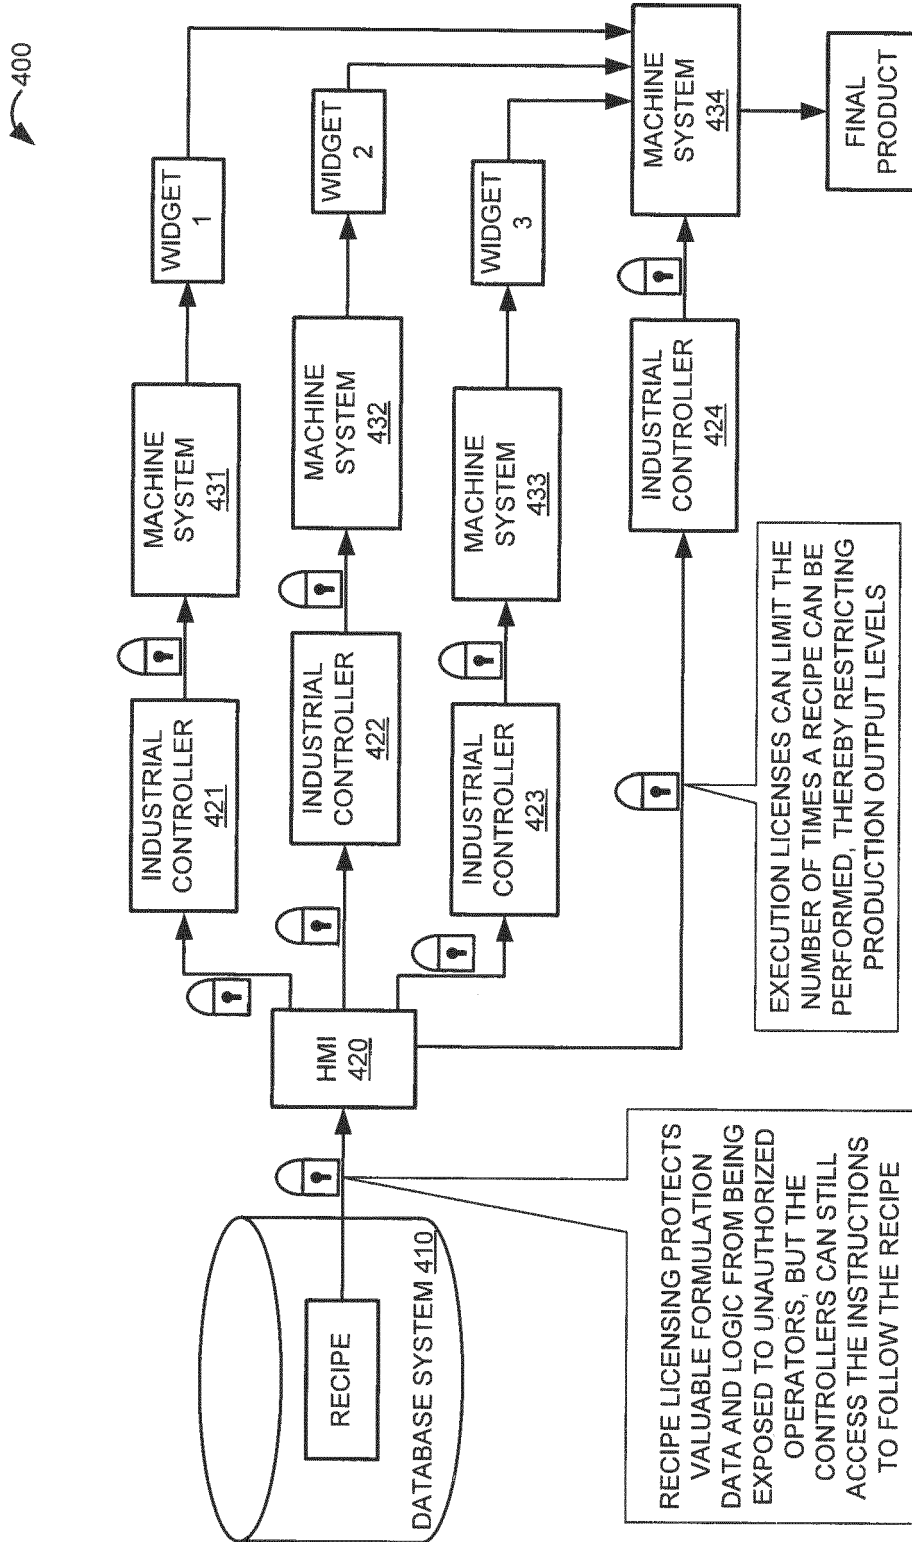 400
RECIPE
DATABASE SYSTEM 410
HMI
420
INDUSTRIAL
CONTROLLER
421
MACHINE
SYSTEM
431
WIDGET
1
INDUSTRIAL
CONTROLLER
422
MACHINE
SYSTEM
432
WIDGET
2
INDUSTRIAL
CONTROLLER
423
MACHINE
SYSTEM
433
WIDGET
3
INDUSTRIAL
CONTROLLER
424
MACHINE
SYSTEM
434
FINAL
PRODUCT
RECIPE LICENSING PROTECTS
VALUABLE FORMULATION
DATA AND LOGIC FROM BEING
EXPOSED TO UNAUTHORIZED
OPERATORS, BUT THE
CONTROLLERS CAN STILL
ACCESS THE INSTRUCTIONS
TO FOLLOW THE RECIPE
EXECUTION LICENSES CAN LIMIT THE
NUMBER OF TIMES A RECIPE CAN BE
PERFORMED, THEREBY RESTRICTING
PRODUCTION OUTPUT LEVELS